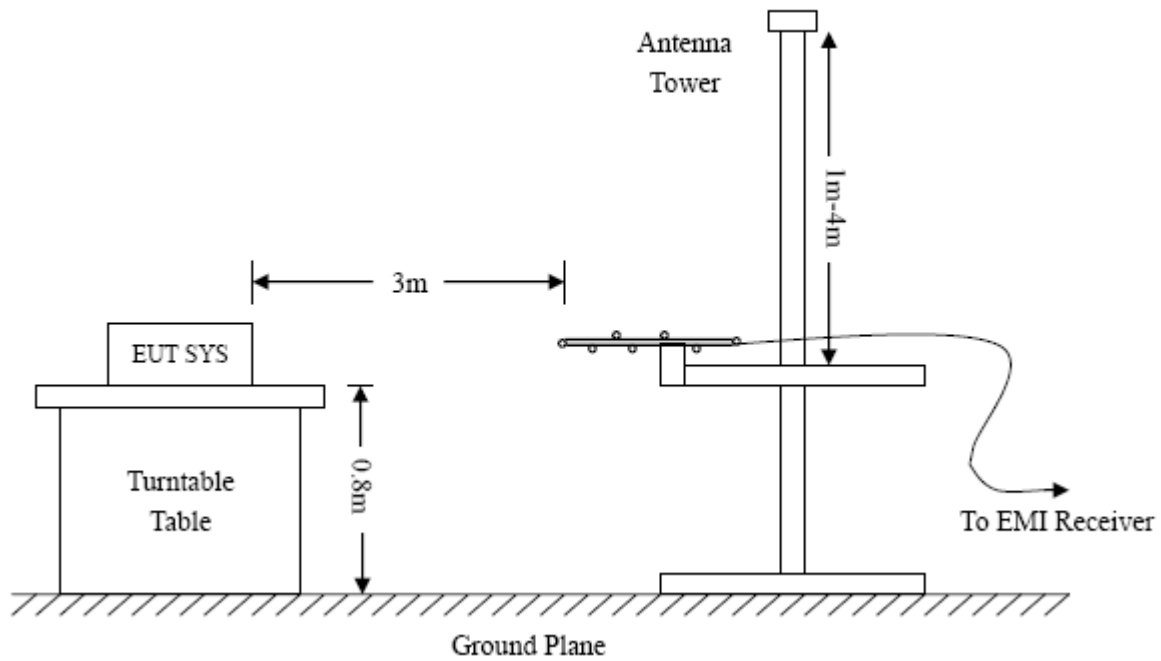 Antenna
Tower
1m-4m
3m
EUT SYS
Turntable
Table
0.8m
To EMI Receiver
Ground Plane